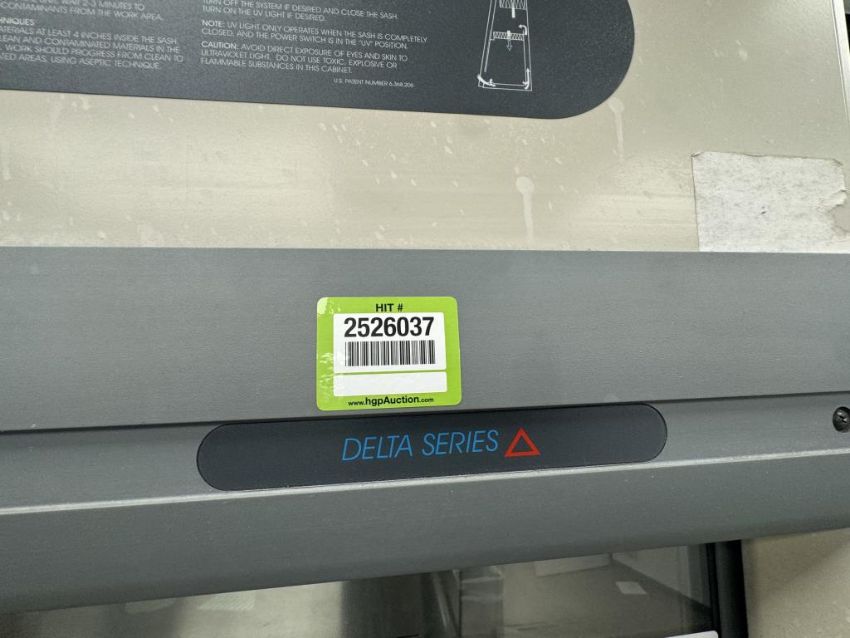 WAIT 2-3 MINUTES TO
CONTAMINANTS FROM THE WORK AREA.
TURN OFF THE SYSTEM IF DESIRED AND CLOSE THE SASH.
TURN ON THE UV LIGHT IF DESIRED.
NOTE: UV LIGHT ONLY OPERATES WHEN THE SASH IS COMPLETELY
CLOSED, AND THE POWER SWITCH IS IN THE "UV" POSITION.
CAUTION: AVOID DIRECT EXPOSURE OF EYES AND SKIN TO
ULTRAVIOLET LIGHT. DO NOT USE TOXIC, EXPLOSIVE OR
FLAMMABLE SUBSTANCES IN THIS CABINET.
AT LEAST 4 INCHES INSIDE THE SASH
CLEAN AND CONTAMINATED MATERIALS IN THE
WORK SHOULD PROGRESS FROM CLEAN TO
AREAS, USING ASEPTIC TECHNIQUE.
U.S. PATENT NUMBER 6,368,206
HIT #
2526037
www.hgpAuction.com
DELTA SERIES